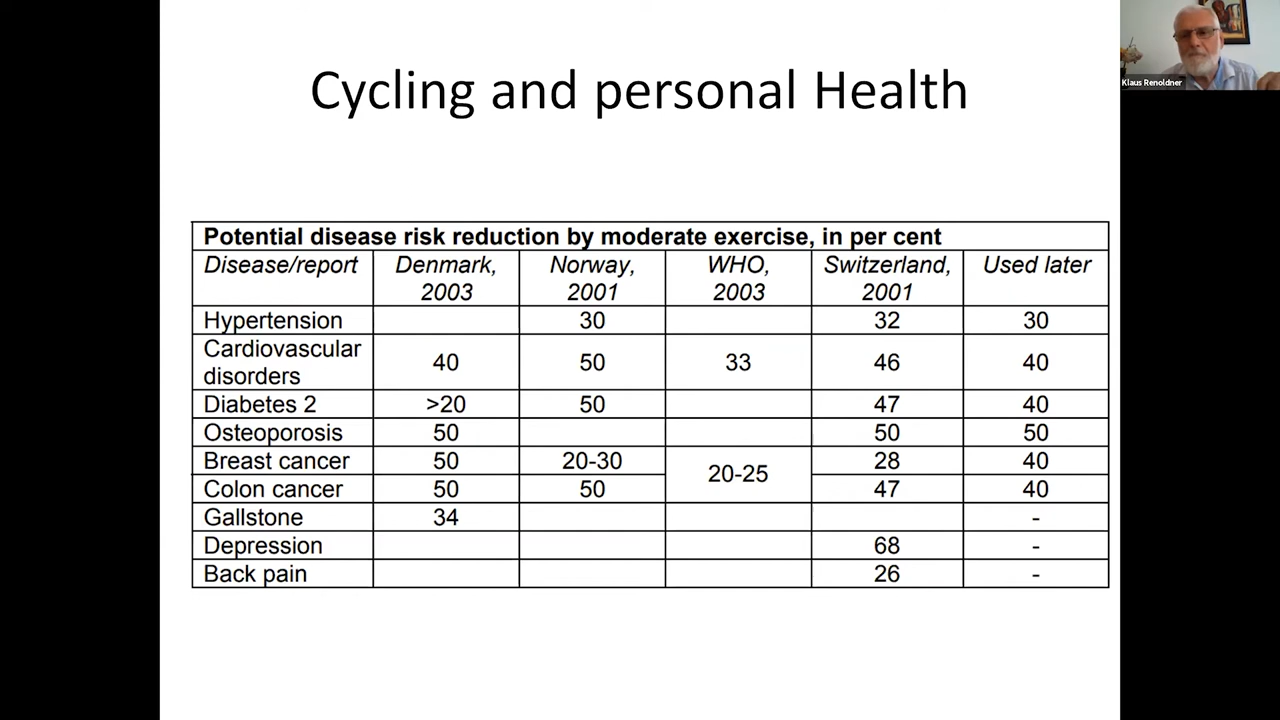 Klaus Renoldner
Cycling and personal Health
Potential disease risk reduction by moderate exercise, in per cent
Disease/report Denmark, 2003 Norway, 2001 WHO, 2003 Switzerland, 2001 Used later
Hypertension 30 32 30
Cardiovascular disorders 40 50 33 46 40
Diabetes 2 >20 50 47 40
Osteoporosis 50 50 50
Breast cancer 50 20-30 20-25 28 40
Colon cancer 50 50 47 40
Gallstone 34 -
Depression 68 -
Back pain 26 -